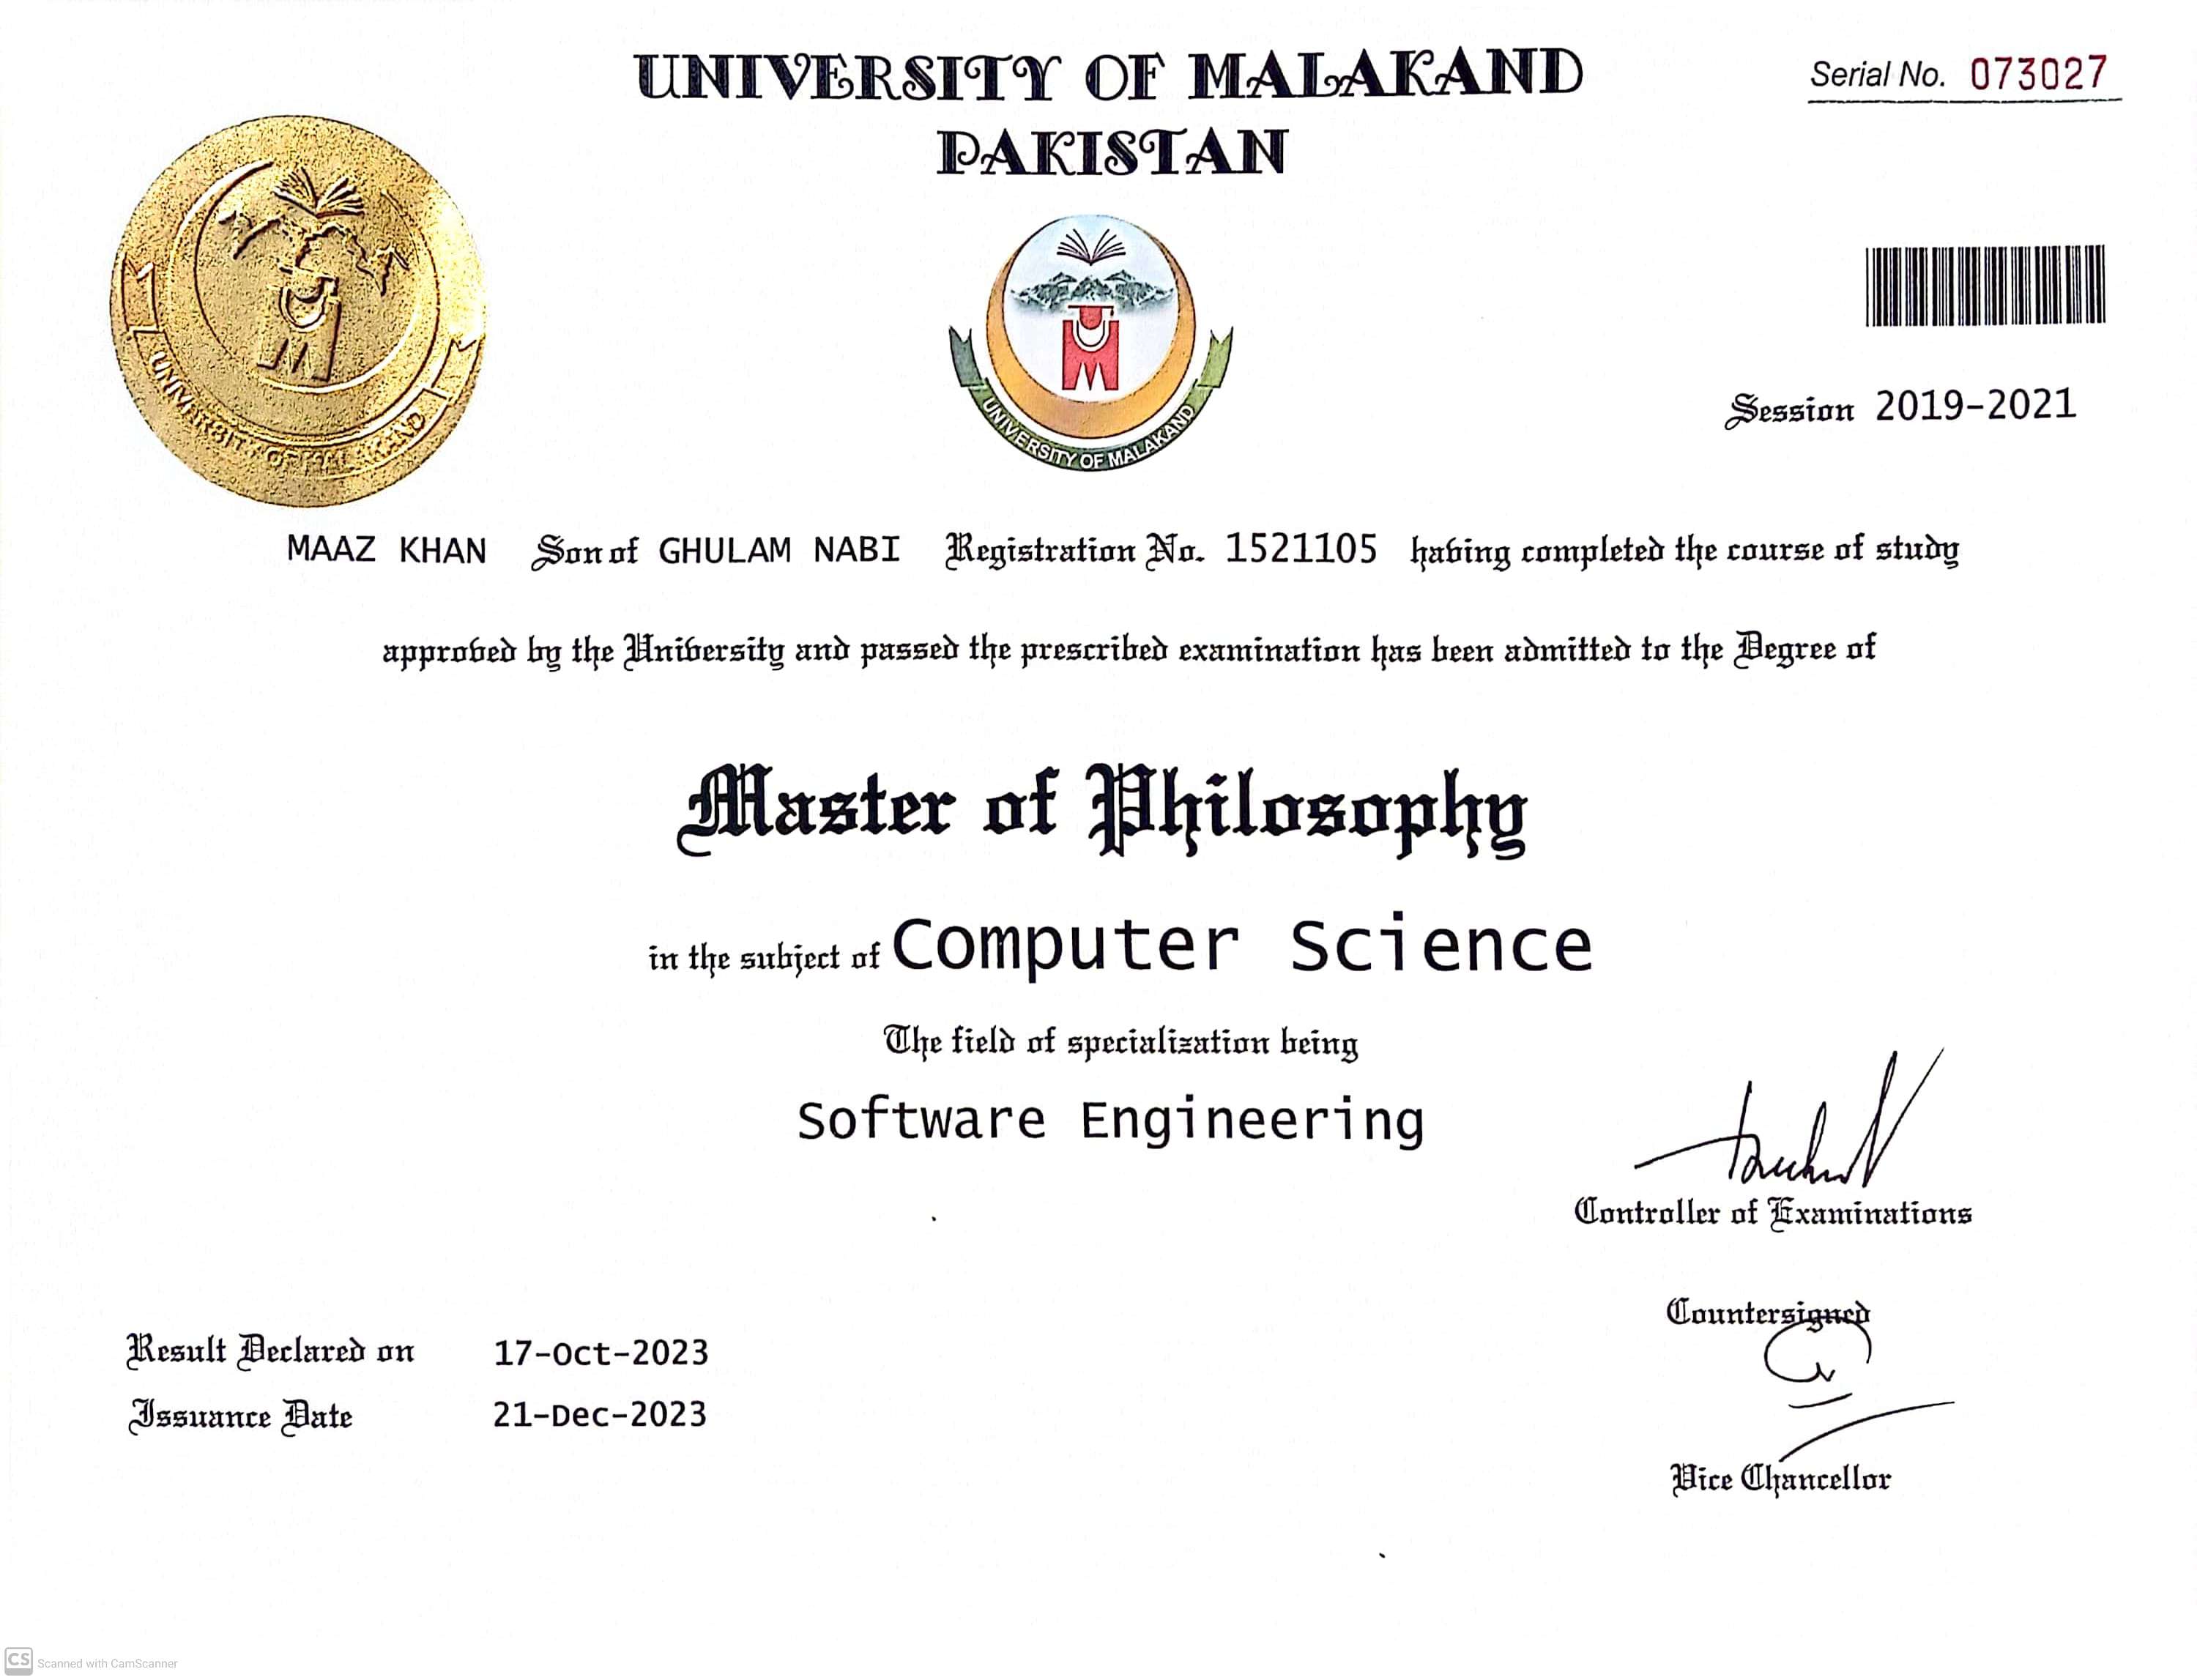 UNIVERSITY OF MALAKAND
PAKISTAN
Serial No. 073027
UNIVERSITY OF MALAKAND
UNIVERSITY OF MALAKAND
Session 2019-2021
MAAZ KHAN Son of GHULAM NABI Registration No. 1521105 having completed the course of study
approved by the University and passed the prescribed examination has been admitted to the Degree of
Master of Philosophy
in the subject of Computer Science
The field of specialization being
Software Engineering
Controller of Examinations
Countersigned
Result Declared on 17-Oct-2023
Issuance Date 21-Dec-2023
Vice Chancellor
CS Scanned with CamScanner